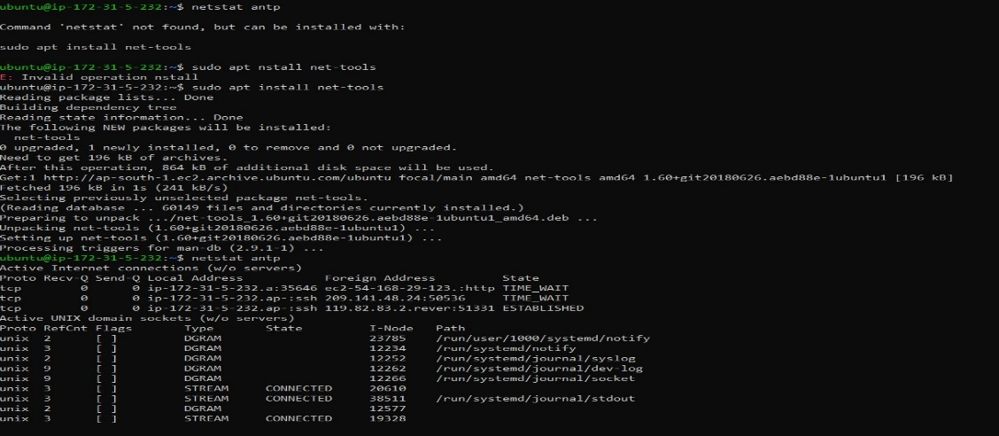 ubuntu@ip-172-31-5-232:~$ netstat antp
Command 'netstat' not found, but can be installed with:
sudo apt install net-tools
ubuntu@ip-172-31-5-232:~$ sudo apt nstall net-tools
E: Invalid operation nstall
ubuntu@ip-172-31-5-232:~$ sudo apt install net-tools
Reading package lists... Done
Building dependency tree
Reading state information... Done
The following NEW packages will be installed:
  net-tools
0 upgraded, 1 newly installed, 0 to remove and 0 not upgraded.
Need to get 196 kB of archives.
After this operation, 864 kB of additional disk space will be used.
Get:1 http://ap-south-1.ec2.archive.ubuntu.com/ubuntu focal/main amd64 net-tools amd64 1.60+git20180626.aebd88e-1ubuntu1 [196 kB]
Fetched 196 kB in 1s (241 kB/s)
Selecting previously unselected package net-tools.
(Reading database ... 60149 files and directories currently installed.)
Preparing to unpack .../net-tools_1.60+git20180626.aebd88e-1ubuntu1_amd64.deb ...
Unpacking net-tools (1.60+git20180626.aebd88e-1ubuntu1) ...
Setting up net-tools (1.60+git20180626.aebd88e-1ubuntu1) ...
Processing triggers for man-db (2.9.1-1) ...
ubuntu@ip-172-31-5-232:~$ netstat antp
Active Internet connections (w/o servers)
Proto Recv-Q Send-Q Local Address           Foreign Address         State
tcp        0      0 ip-172-31-5-232.a:35646 ec2-54-168-29-123.:http TIME_WAIT
tcp        0      0 ip-172-31-5-232.ap-:ssh 209.141.48.24:50536     TIME_WAIT
tcp        0      0 ip-172-31-5-232.ap-:ssh 119.82.83.2.rever:51331 ESTABLISHED
Active UNIX domain sockets (w/o servers)
Proto RefCnt Flags       Type       State         I-Node   Path
unix  2      [ ]         DGRAM                    23785    /run/user/1000/systemd/notify
unix  3      [ ]         DGRAM                    12234    /run/systemd/notify
unix  2      [ ]         DGRAM                    12252    /run/systemd/journal/syslog
unix  9      [ ]         DGRAM                    12262    /run/systemd/journal/dev-log
unix  9      [ ]         DGRAM                    12266    /run/systemd/journal/socket
unix  3      [ ]         STREAM     CONNECTED     20610
unix  3      [ ]         STREAM     CONNECTED     38511    /run/systemd/journal/stdout
unix  2      [ ]         DGRAM                    12577
unix  3      [ ]         STREAM     CONNECTED     19328